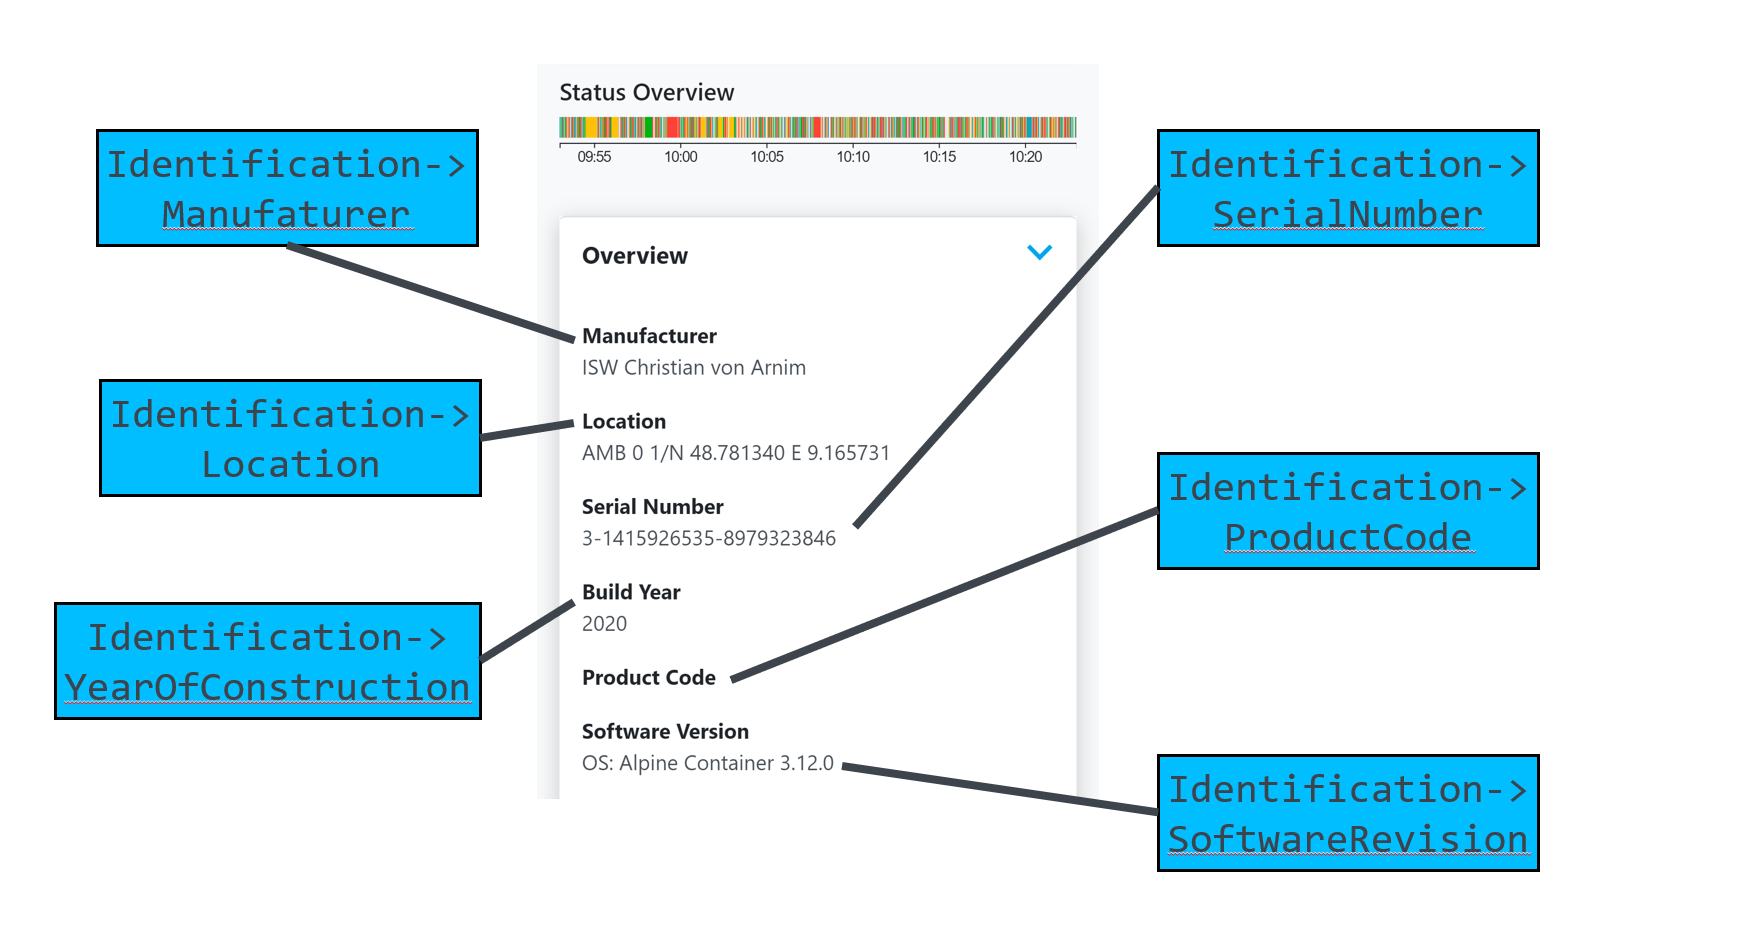 Status Overview
09:55 10:00 10:05 10:10 10:15 10:20
Identification->
Manufaturer
Identification->
Location
Identification->
YearOfConstruction
Overview
Manufacturer
ISW Christian von Arnim
Location
AMB 0 1/N 48.781340 E 9.165731
Serial Number
3-1415926535-8979323846
Build Year
2020
Product Code
Software Version
OS: Alpine Container 3.12.0
Identification->
SerialNumber
Identification->
ProductCode
Identification->
SoftwareRevision